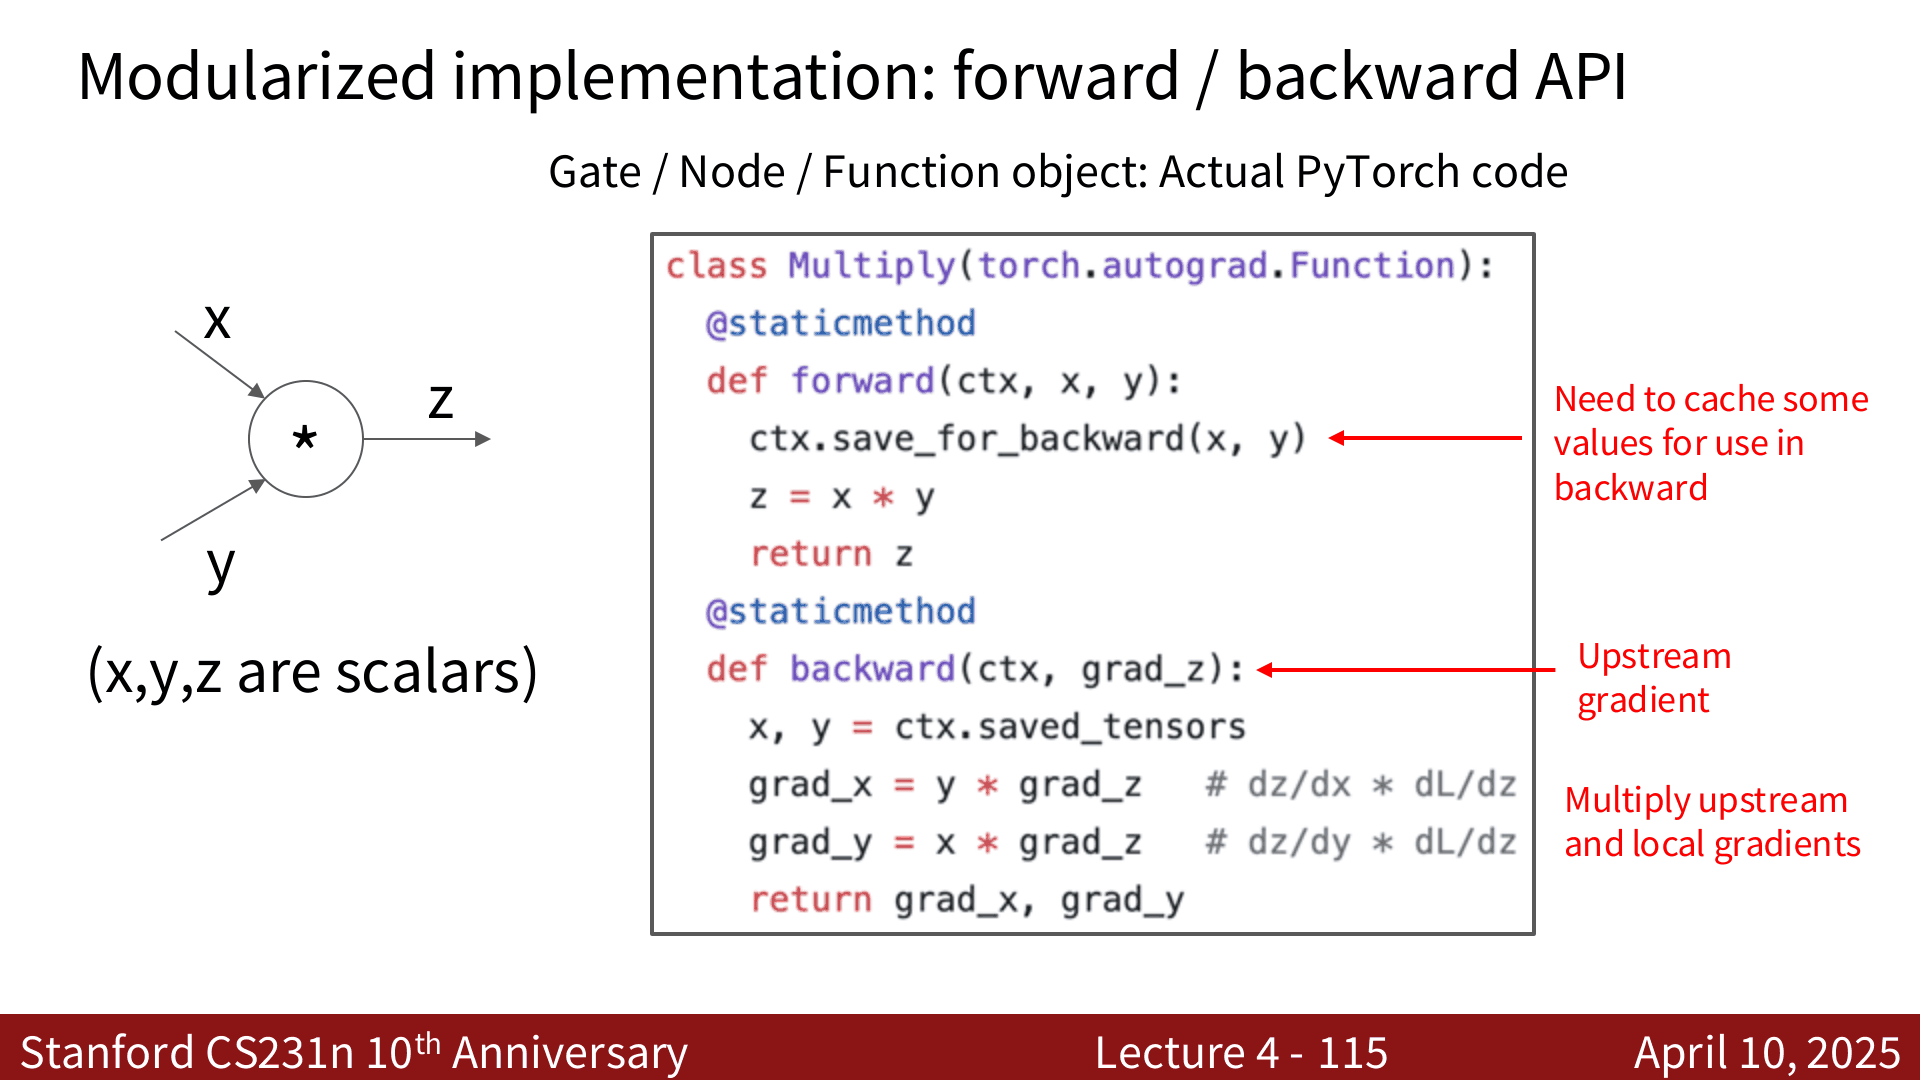 Modularized implementation: forward / backward API
Gate / Node / Function object: Actual PyTorch code
x
z
*
y
(x,y,z are scalars)
class Multiply(torch.autograd.Function):
@staticmethod
def forward(ctx, x, y):
ctx.save_for_backward(x, y)
z = x * y
return z
@staticmethod
def backward(ctx, grad_z):
x, y = ctx.saved_tensors
grad_x = y * grad_z # dz/dx * dL/dz
grad_y = x * grad_z # dz/dy * dL/dz
return grad_x, grad_y
Need to cache some
values for use in
backward
Upstream
gradient
Multiply upstream
and local gradients
Stanford CS231n 10th Anniversary
Lecture 4 - 115
April 10, 2025